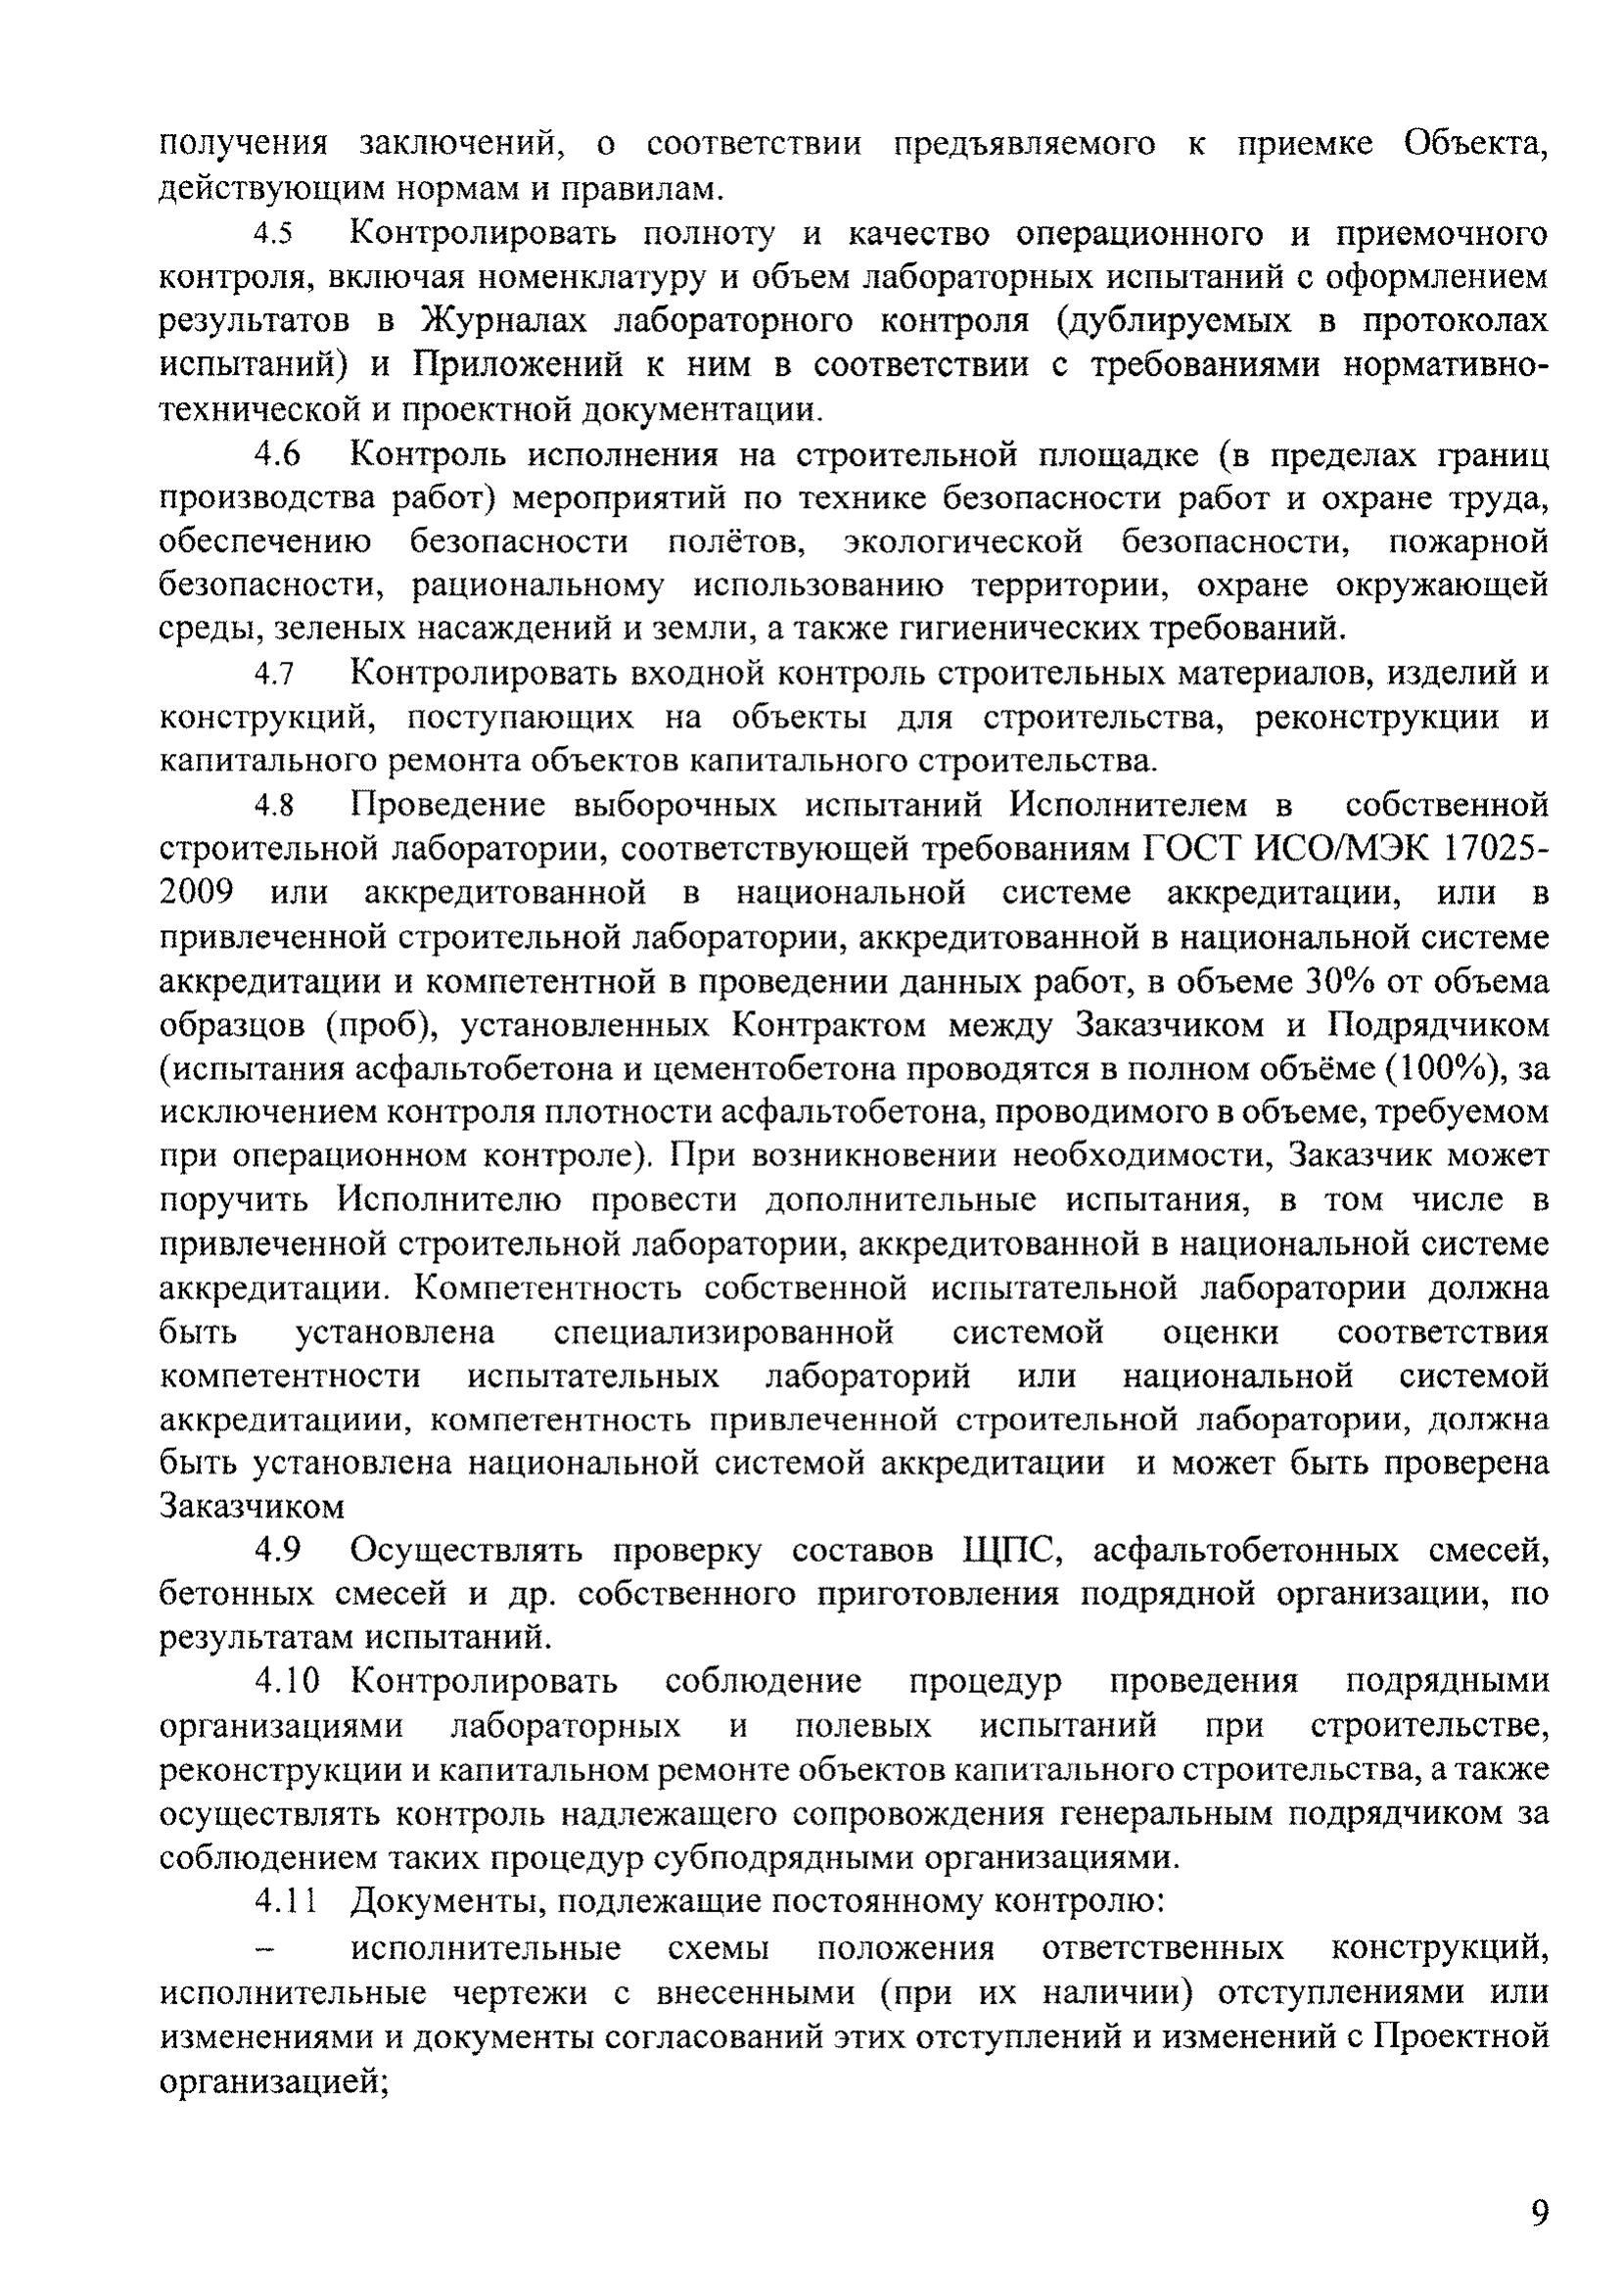 получения заключений, о соответствии предъявляемого к приемке Объекта,
действующим нормам и правилам.
4.5 Контролировать полноту и качество операционного и приемочного
контроля, включая номенклатуру и объем лабораторных испытаний с оформлением
результатов в Журналах лабораторного контроля (дублируемых в протоколах
испытаний) и Приложений к ним в соответствии с требованиями нормативно-
технической и проектной документации.
4.6 Контроль исполнения на строительной площадке (в пределах границ
производства работ) мероприятий по технике безопасности работ и охране труда,
обеспечению безопасности полётов, экологической безопасности, пожарной
безопасности, рациональному использованию территории, охране окружающей
среды, зеленых насаждений и земли, а также гигиенических требований.
4.7 Контролировать входной контроль строительных материалов, изделий и
конструкций, поступающих на объекты для строительства, реконструкции и
капитального ремонта объектов капитального строительства.
4.8 Проведение выборочных испытаний Исполнителем в собственной
строительной лаборатории, соответствующей требованиям ГОСТ ИСО/МЭК 17025-
2009 или аккредитованной в национальной системе аккредитации, или в
привлеченной строительной лаборатории, аккредитованной в национальной системе
аккредитации и компетентной в проведении данных работ, в объеме 30% от объема
образцов (проб), установленных Контрактом между Заказчиком и Подрядчиком
(испытания асфальтобетона и цементобетона проводятся в полном объёме (100%), за
исключением контроля плотности асфальтобетона, проводимого в объеме, требуемом
при операционном контроле). При возникновении необходимости, Заказчик может
поручить Исполнителю провести дополнительные испытания, в том числе в
привлеченной строительной лаборатории, аккредитованной в национальной системе
аккредитации. Компетентность собственной испытательной лаборатории должна
быть установлена специализированной системой оценки соответствия
компетентности испытательных лабораторий или национальной системой
аккредитациии, компетентность привлеченной строительной лаборатории, должна
быть установлена национальной системой аккредитации и может быть проверена
Заказчиком
4.9 Осуществлять проверку составов ЩПС, асфальтобетонных смесей,
бетонных смесей и др. собственного приготовления подрядной организации, по
результатам испытаний.
4.10 Контролировать соблюдение процедур проведения подрядными
организациями лабораторных и полевых испытаний при строительстве,
реконструкции и капитальном ремонте объектов капитального строительства, а также
осуществлять контроль надлежащего сопровождения генеральным подрядчиком за
соблюдением таких процедур субподрядными организациями.
4.11 Документы, подлежащие постоянному контролю:
– исполнительные схемы положения ответственных конструкций,
исполнительные чертежи с внесенными (при их наличии) отступлениями или
изменениями и документы согласований этих отступлений и изменений с Проектной
организацией;
9